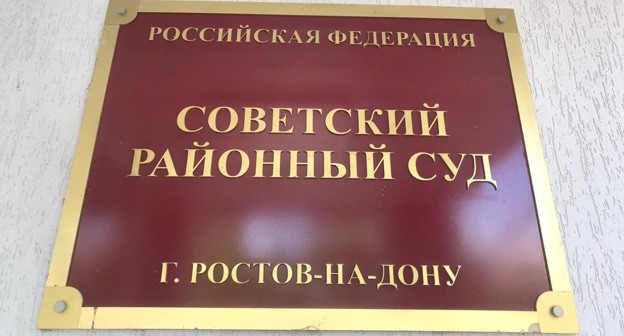 РОССИЙСКАЯ ФЕДЕРАЦИЯ
СОВЕТСКИЙ
РАЙОННЫЙ СУД
Г. РОСТОВ-НА-ДОНУ